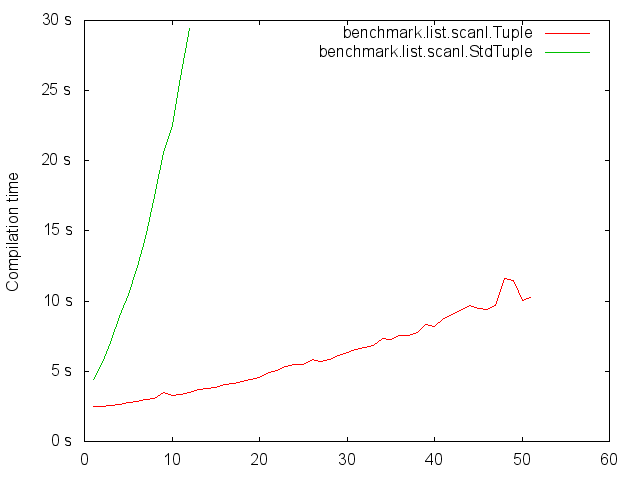 30 s
25 s
20 s
15 s
10 s
5 s
0 s
Compilation time
benchmark.list.scanl.Tuple
benchmark.list.scanl.StdTuple
0 10 20 30 40 50 60